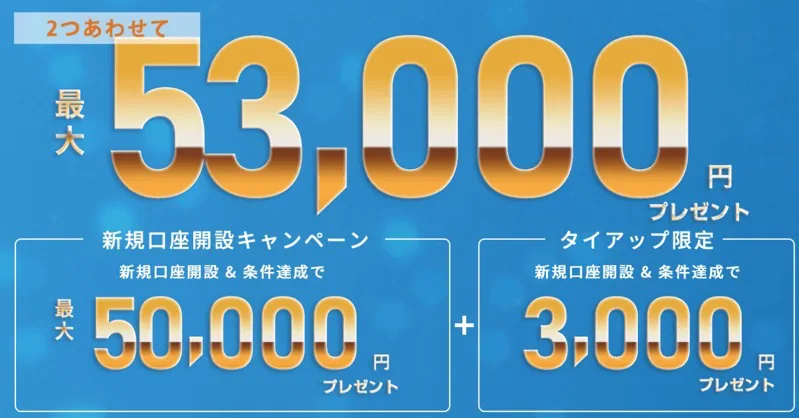 2つあわせて
最大
53,000
円
プレゼント
新規口座開設キャンペーン
新規口座開設 & 条件達成で
最大
50,000
円
プレゼント
+
タイアップ限定
新規口座開設 & 条件達成で
3,000
円
プレゼント